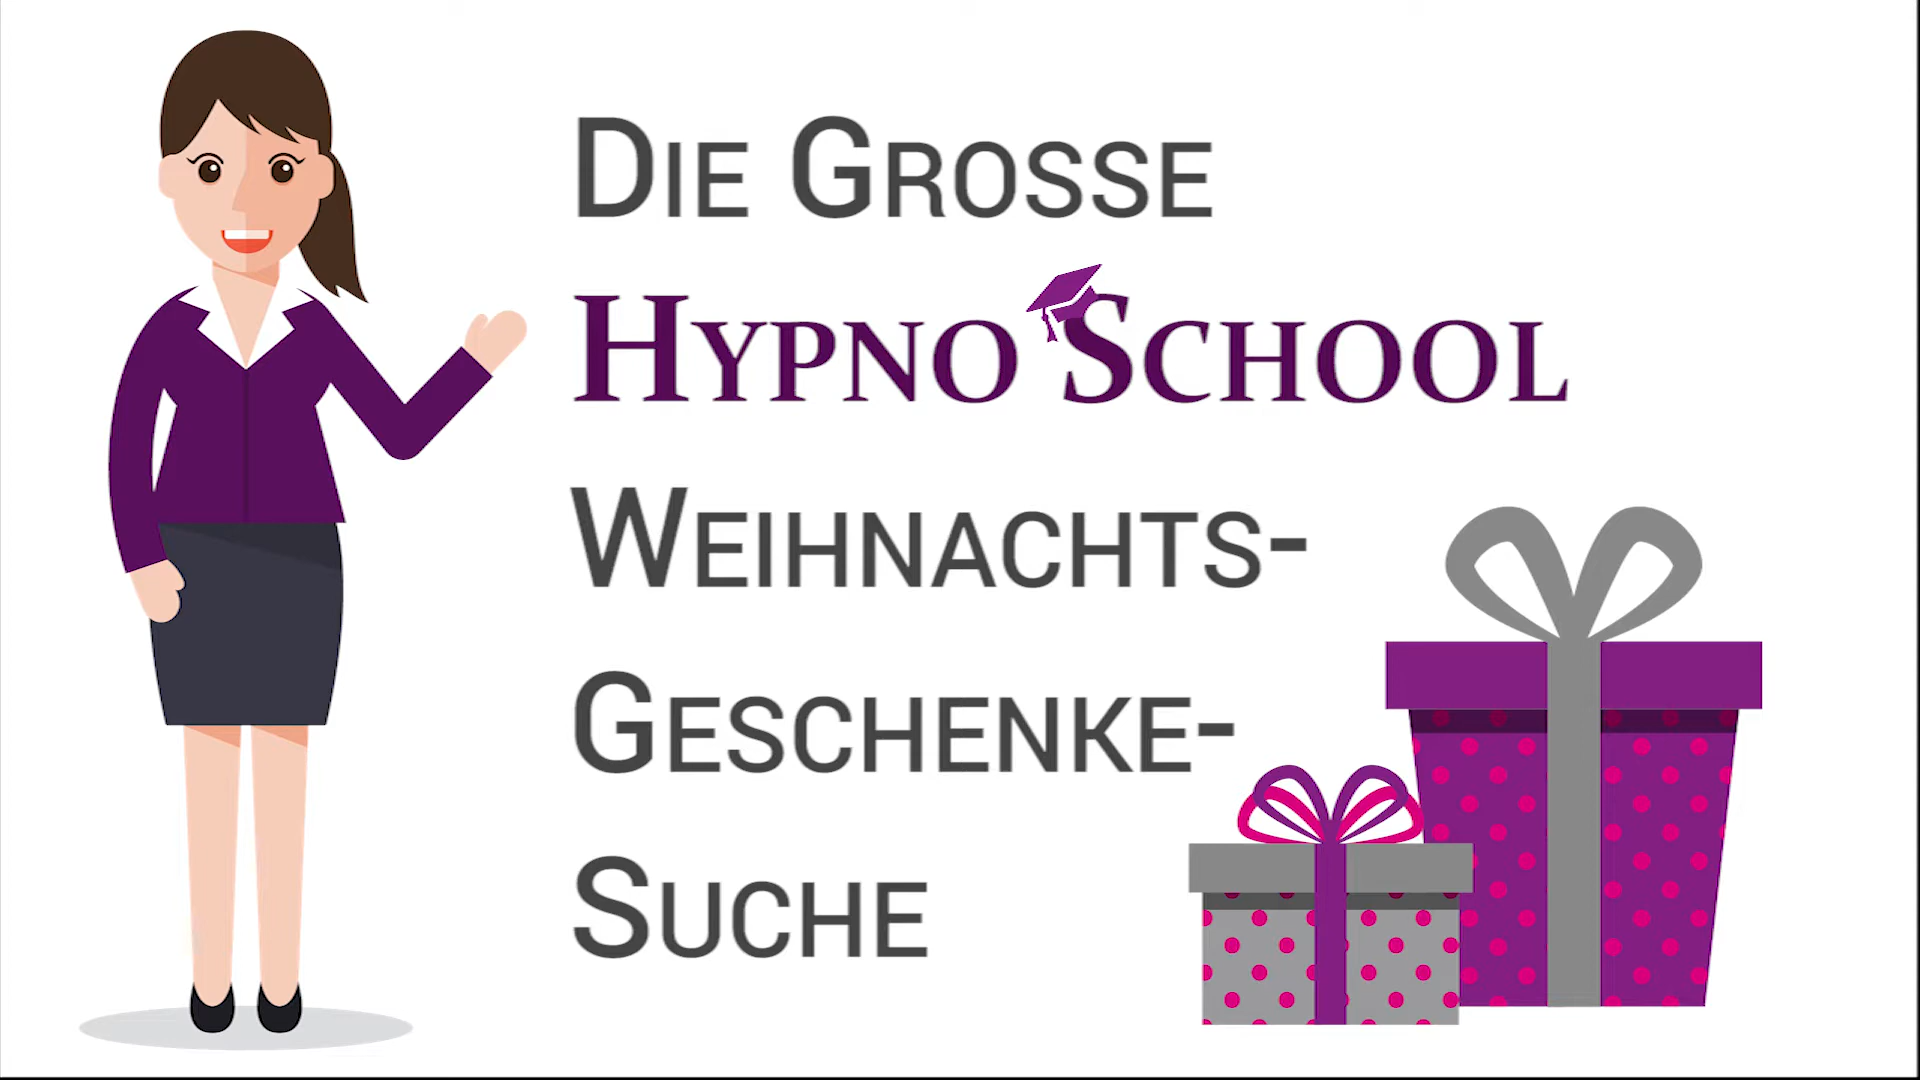 Die Grosse
Hypno School
Weihnachts-
Geschenke-
Suche